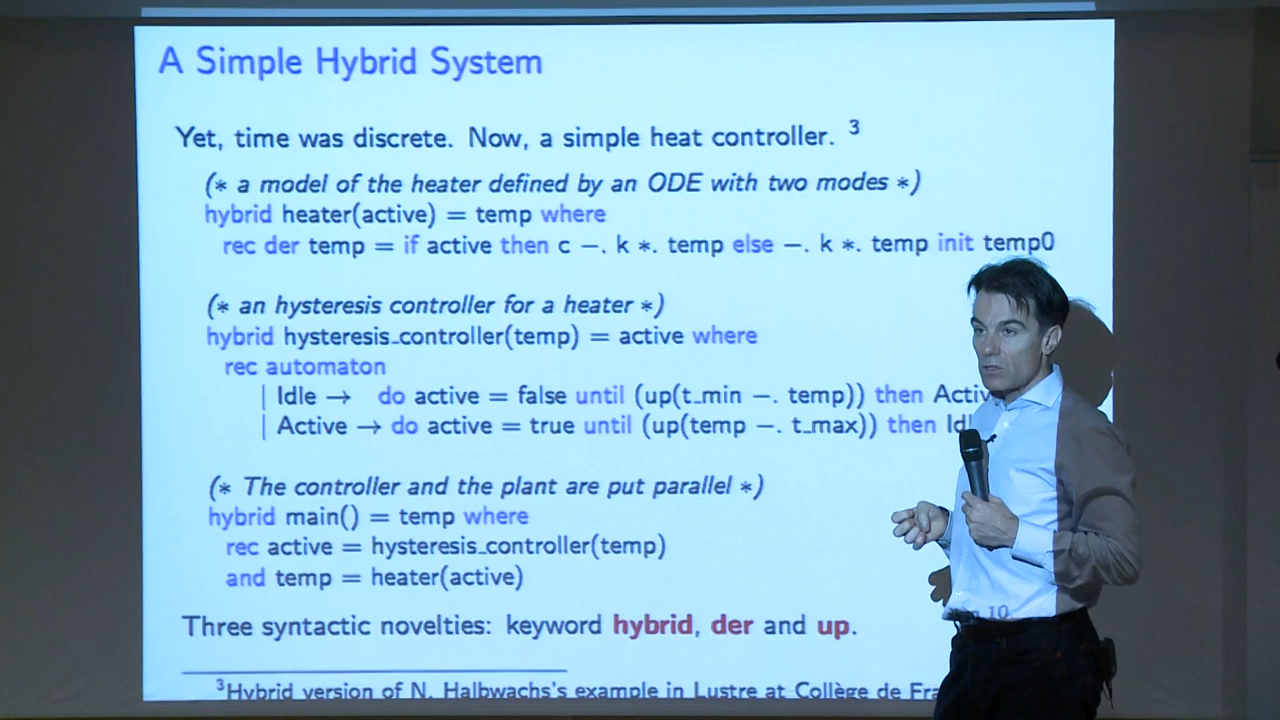 A Simple Hybrid System
Yet, time was discrete. Now, a simple heat controller. 3
(* a model of the heater defined by an ODE with two modes *)
hybrid heater(active) = temp where
rec der temp = if active then c −. k *. temp else −. k *. temp init temp0
(* an hysteresis controller for a heater *)
hybrid hysteresis_controller(temp) = active where
rec automaton
| Idle → do active = false until (up(t_min −. temp)) then Activ
| Active → do active = true until (up(temp −. t_max)) then Idl
(* The controller and the plant are put parallel *)
hybrid main() = temp where
rec active = hysteresis_controller(temp)
and temp = heater(active)
Three syntactic novelties: keyword hybrid, der and up.
3Hybrid version of N. Halbwachs's example in Lustre at Collège de Fra
10